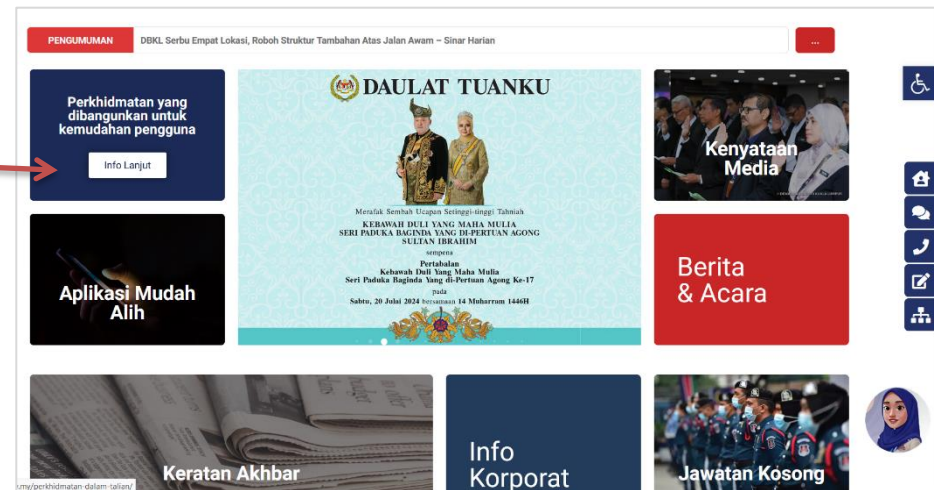 PENGUMUMAN
DBKL Serbu Empat Lokasi, Roboh Struktur Tambahan Atas Jalan Awam – Sinar Harian
...
Perkhidmatan yang
dibangunkan untuk
kemudahan pengguna
Info Lanjut
DAULAT TUANKU
Merafak Sembah Ucapan Setinggi-tinggi Tahniah
KEBAWAH DULI YANG MAHA MULIA
SERI PADUKA BAGINDA YANG DI-PERTUAN AGONG
SULTAN IBRAHIM
sempena
Pertabalan
Kebawah Duli Yang Maha Mulia
Seri Paduka Baginda Yang di-Pertuan Agong Ke-17
pada
Sabtu, 20 Julai 2024 bersamaan 14 Muharram 1446H
Kenyataan
Media
Aplikasi Mudah
Alih
Berita
& Acara
Keratan Akhbar
Info
Korporat
Jawatan Kosong
.my/perkhidmatan-dalam-talian/